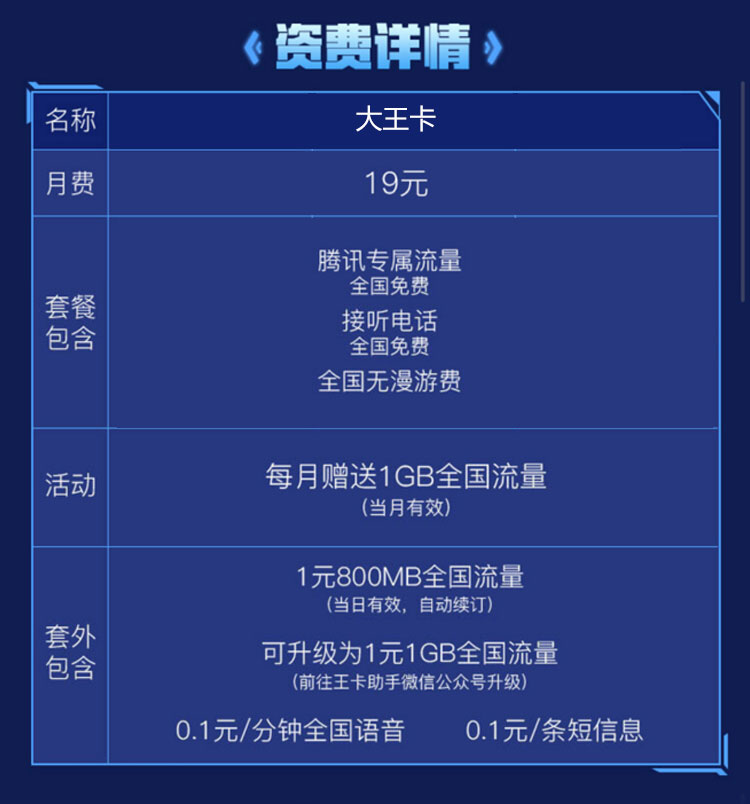 资费详情
名称
大王卡
月费
19元
套餐
包含
腾讯专属流量
全国免费
接听电话
全国免费
全国无漫游费
活动
每月赠送1GB全国流量
(当月有效)
套外
包含
1元800MB全国流量
(当日有效，自动续订)
可升级为1元1GB全国流量
(前往王卡助手微信公众号升级)
0.1元/分钟全国语音 0.1元/条短信息